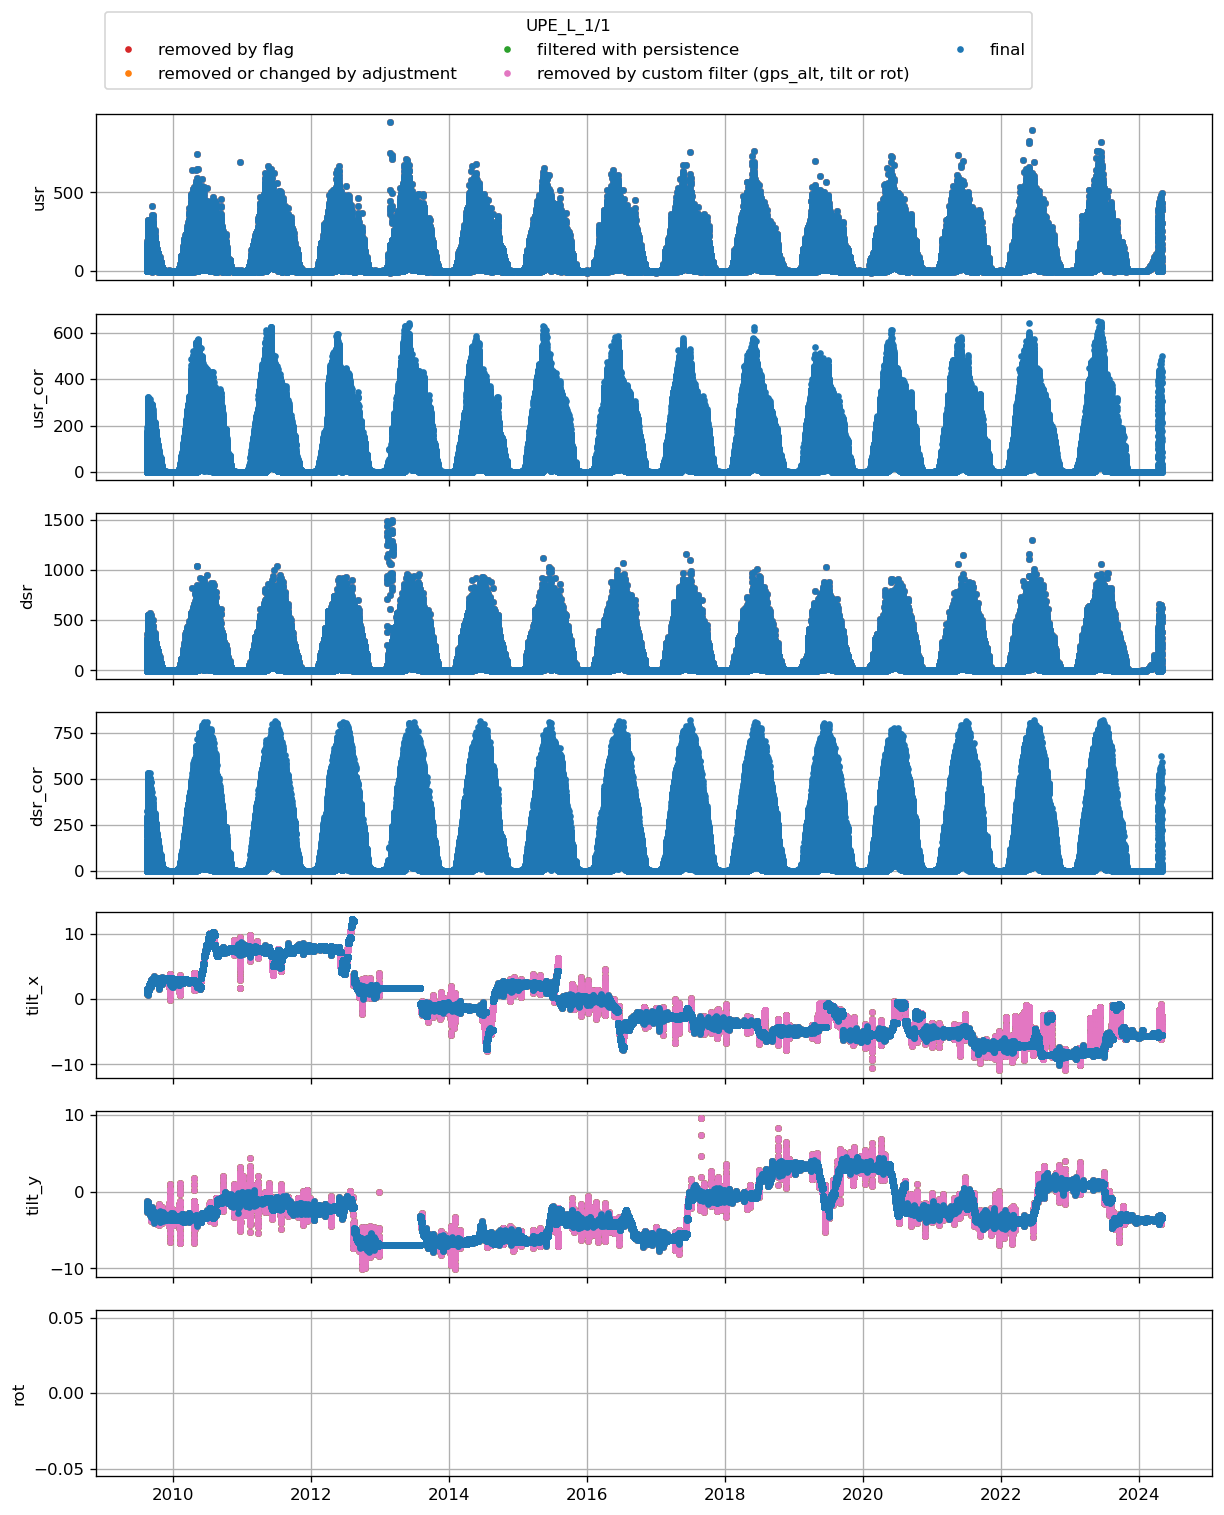 UPE_L_1/1
removed by flag
filtered with persistence
final
removed or changed by adjustment
removed by custom filter (gps_alt, tilt or rot)
500
0
usr
600
400
200
0
usr_cor
1500
1000
500
0
dsr
750
500
250
0
dsr_cor
10
0
−10
tilt_x
10
0
−10
tilt_y
0.05
0.00
−0.05
rot
2010 2012 2014 2016 2018 2020 2022 2024